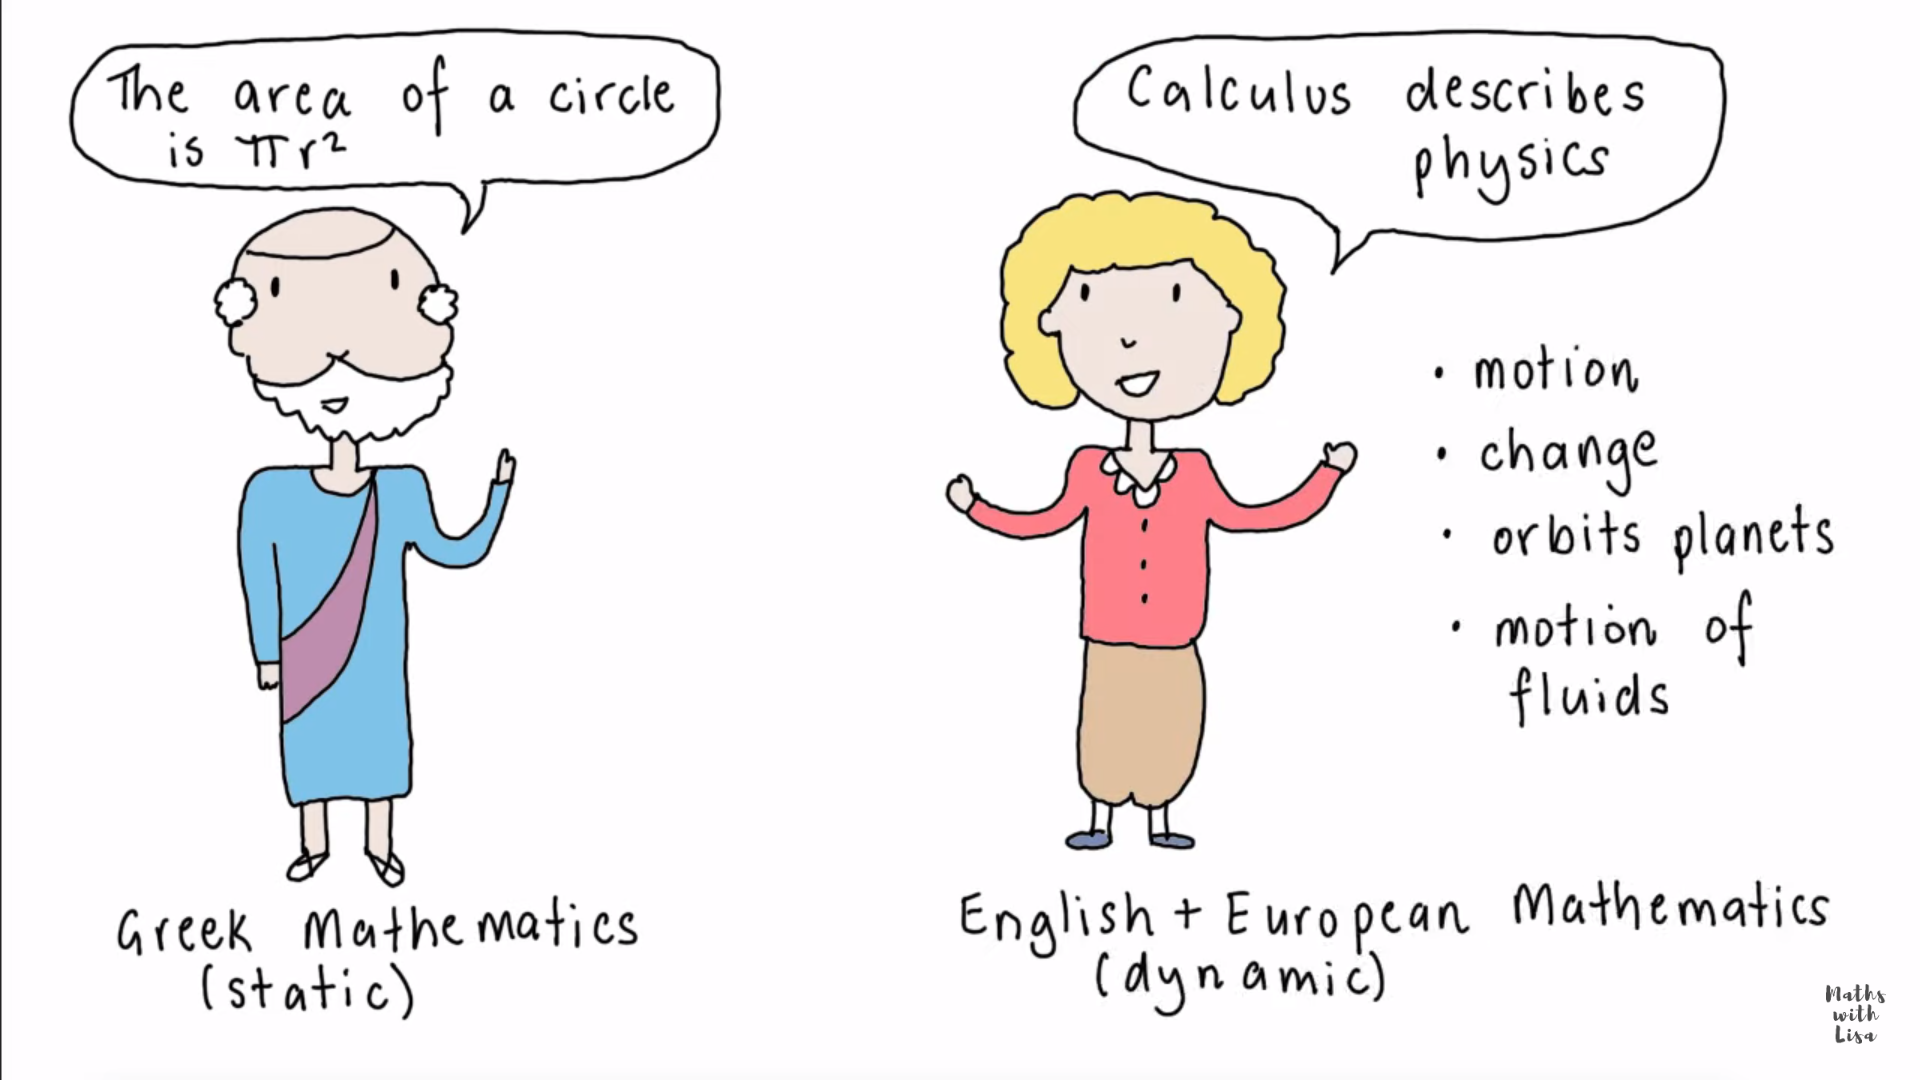 The area of a circle
is πr²
Calculus describes
physics
• motion
• change
• orbits planets
• motion of
fluids
Greek Mathematics
(static)
English + European Mathematics
(dynamic)
Maths
with
Lisa